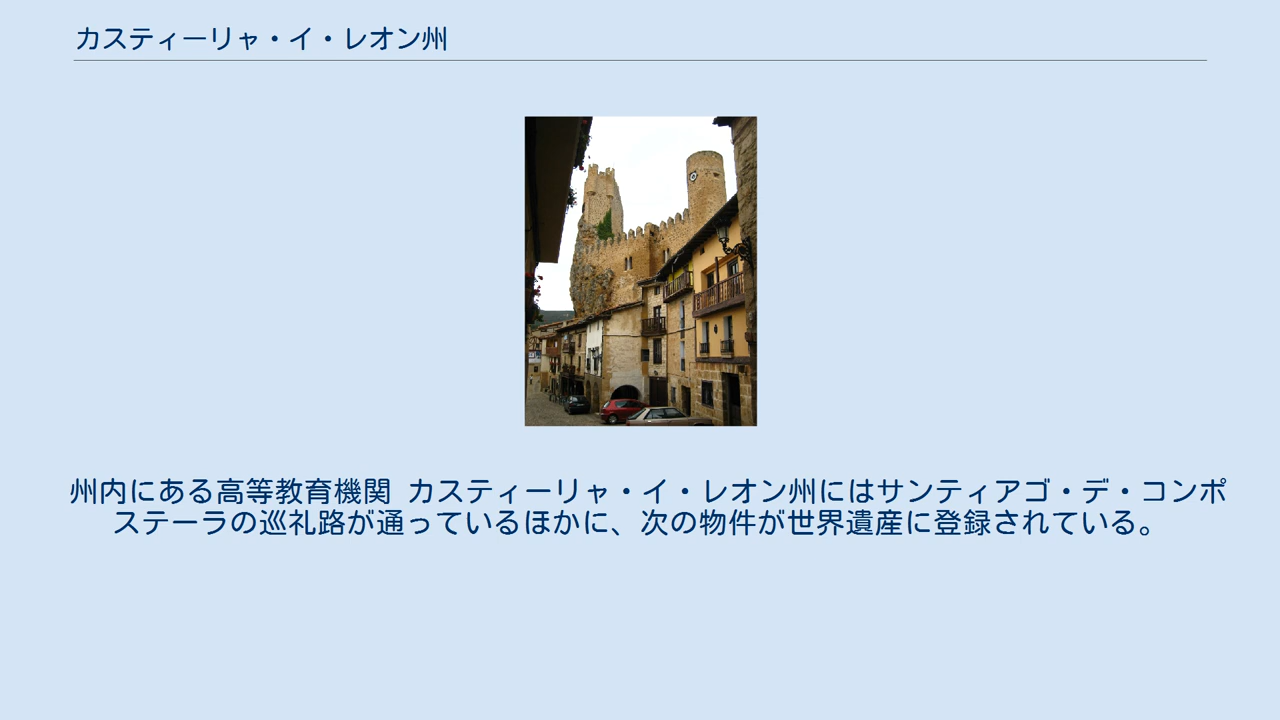 カスティーリャ・イ・レオン州
州内にある高等教育機関 カスティーリャ・イ・レオン州にはサンティアゴ・デ・コンポ
ステーラの巡礼路が通っているほかに、次の物件が世界遺産に登録されている。